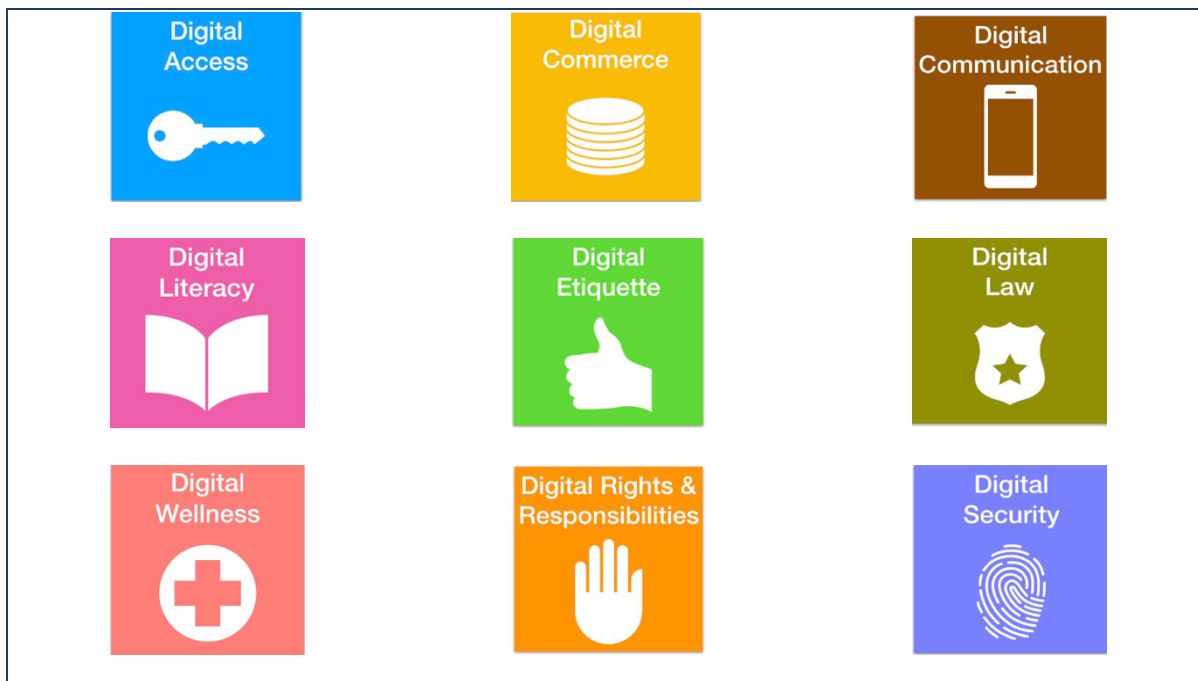 Digital
Access
Digital
Commerce
Digital
Communication
Digital
Literacy
Digital
Etiquette
Digital
Law
Digital
Wellness
Digital Rights &
Responsibilities
Digital
Security